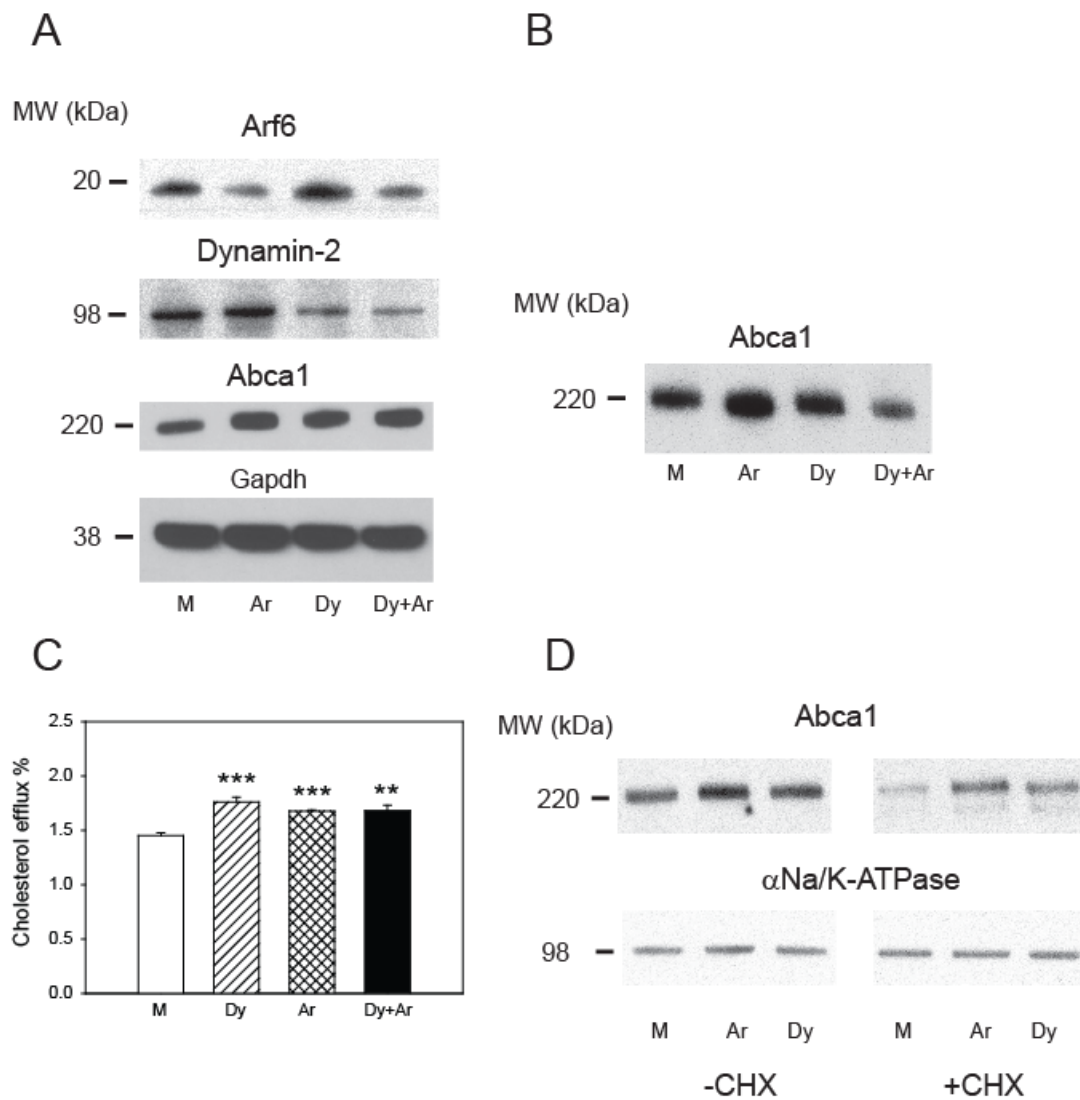 A
MW (kDa)
Arf6
20
Dynamin-2
98
Abca1
220
Gapdh
38
M Ar Dy Dy+Ar
B
MW (kDa)
Abca1
220
M Ar Dy Dy+Ar
C
2.5
2.0
1.5
1.0
0.5
0.0
Cholesterol efflux %
*** *** **
M Dy Ar Dy+Ar
D
MW (kDa)
Abca1
220
αNa/K-ATPase
98
M Ar Dy M Ar Dy
-CHX +CHX